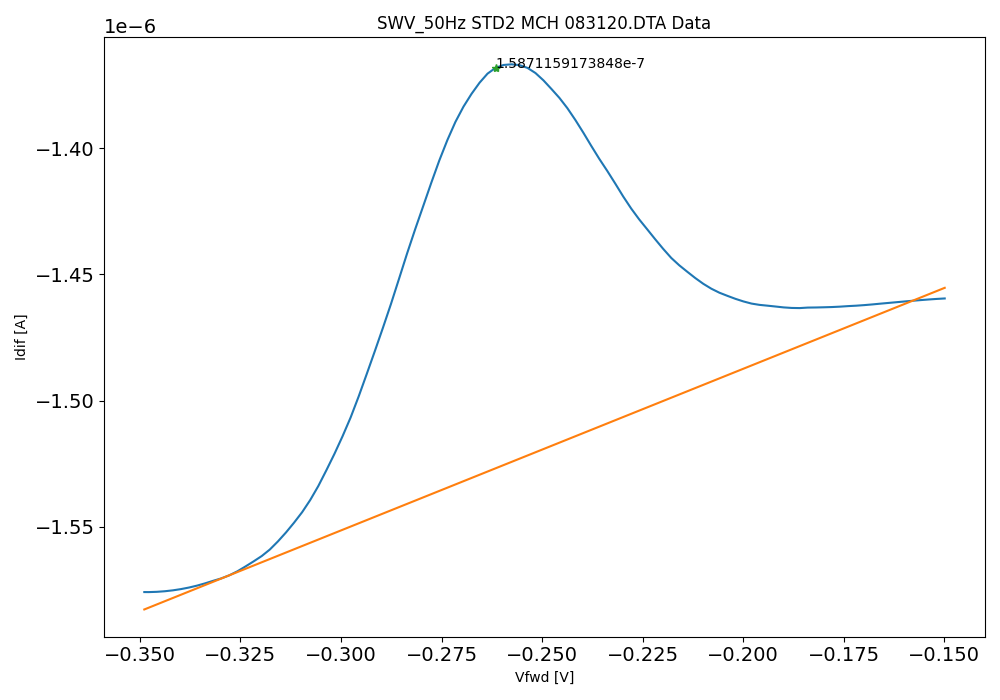 SWV_50Hz STD2 MCH 083120.DTA Data
1e−6
1.5871159173848e-7
−1.40
−1.45
−1.50
−1.55
Idif [A]
−0.350 −0.325 −0.300 −0.275 −0.250 −0.225 −0.200 −0.175 −0.150
Vfwd [V]